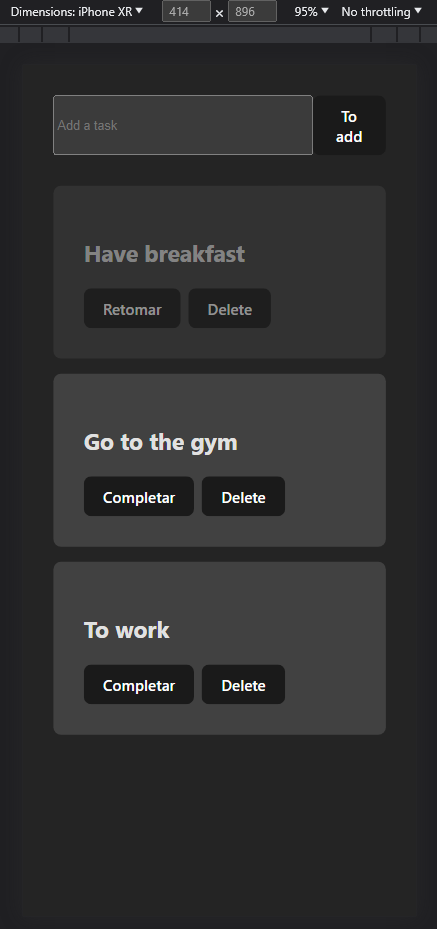 Dimensions: iPhone XR 414 × 896 95% No throttling
Add a task
To
add
Have breakfast
Retomar Delete
Go to the gym
Completar Delete
To work
Completar Delete